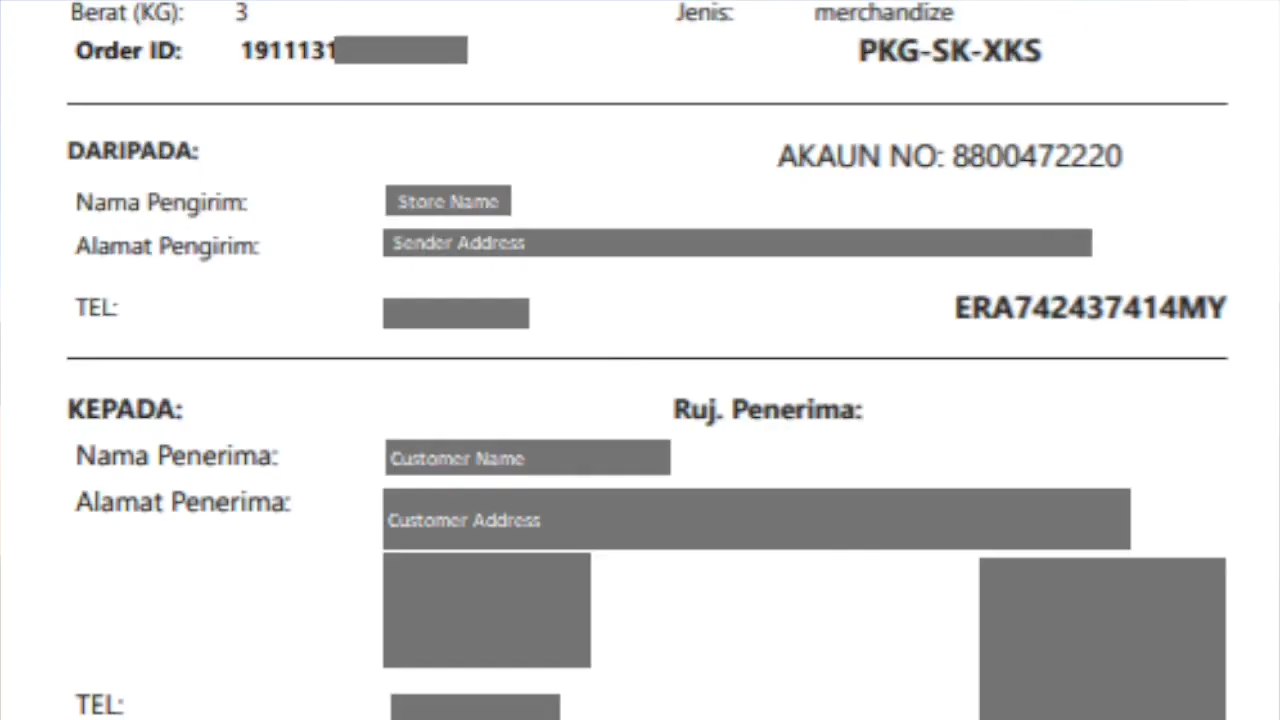 Berat (KG): 3 Jenis: merchandize
Order ID: 1911131 PKG-SK-XKS
DARIPADA: AKAUN NO: 8800472220
Nama Pengirim: Store Name
Alamat Pengirim: Sender Address
TEL: ERA742437414MY
KEPADA: Ruj. Penerima:
Nama Penerima: Customer Name
Alamat Penerima: Customer Address
TEL: